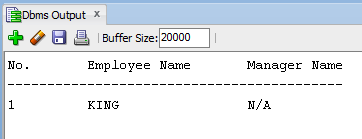 Dbms Output x
Buffer Size: 20000
No. Employee Name Manager Name
------------------------------------------
1 KING N/A